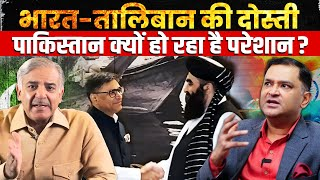 भारत-तालिबान की दोस्ती
पाकिस्तान क्यों हो रहा है परेशान ?